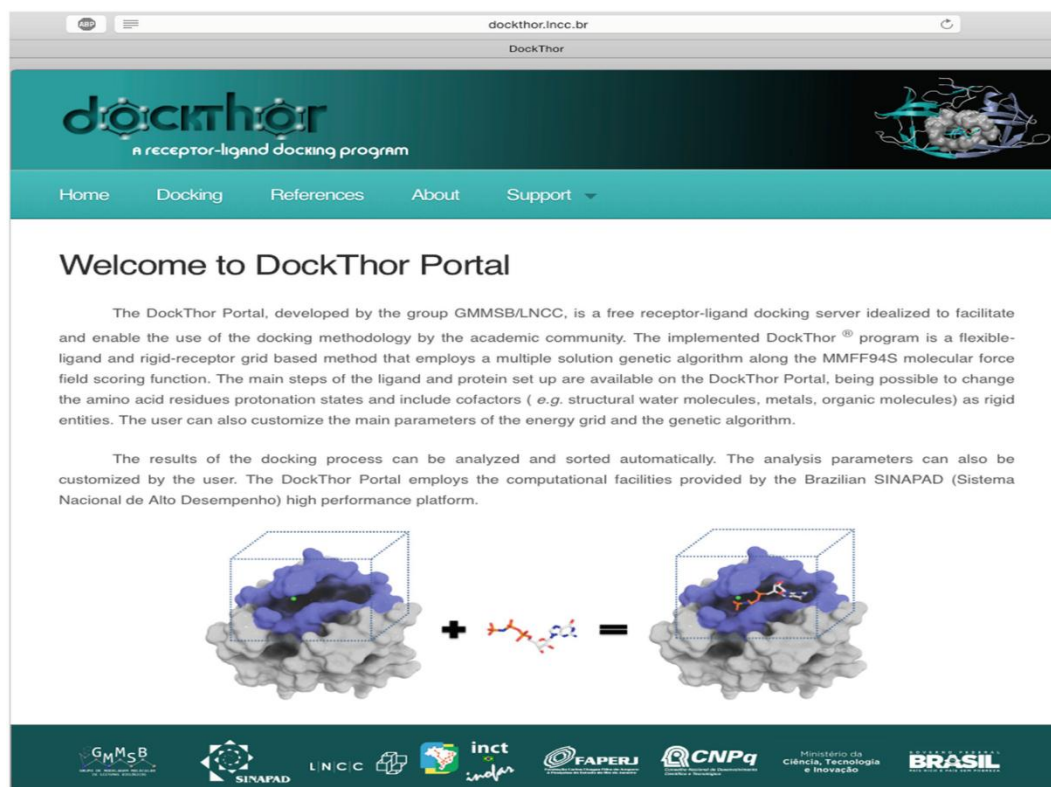 ABP
dockthor.lncc.br
DockThor
dockThor
a receptor-ligand docking program
Home Docking References About Support
Welcome to DockThor Portal
The DockThor Portal, developed by the group GMMSB/LNCC, is a free receptor-ligand docking server idealized to facilitate
and enable the use of the docking methodology by the academic community. The implemented DockThor ® program is a flexible-
ligand and rigid-receptor grid based method that employs a multiple solution genetic algorithm along the MMFF94S molecular force
field scoring function. The main steps of the ligand and protein set up are available on the DockThor Portal, being possible to change
the amino acid residues protonation states and include cofactors ( e.g. structural water molecules, metals, organic molecules) as rigid
entities. The user can also customize the main parameters of the energy grid and the genetic algorithm.
The results of the docking process can be analyzed and sorted automatically. The analysis parameters can also be
customized by the user. The DockThor Portal employs the computational facilities provided by the Brazilian SINAPAD (Sistema
Nacional de Alto Desempenho) high performance platform.
GMMSB
SINAPAD
LNCC
inct
inofar
FAPERJ
CNPq
Ministério da
Ciência, Tecnologia
e Inovação
GOVERNO FEDERAL
BRASIL
PAÍS RICO É PAÍS SEM POBREZA